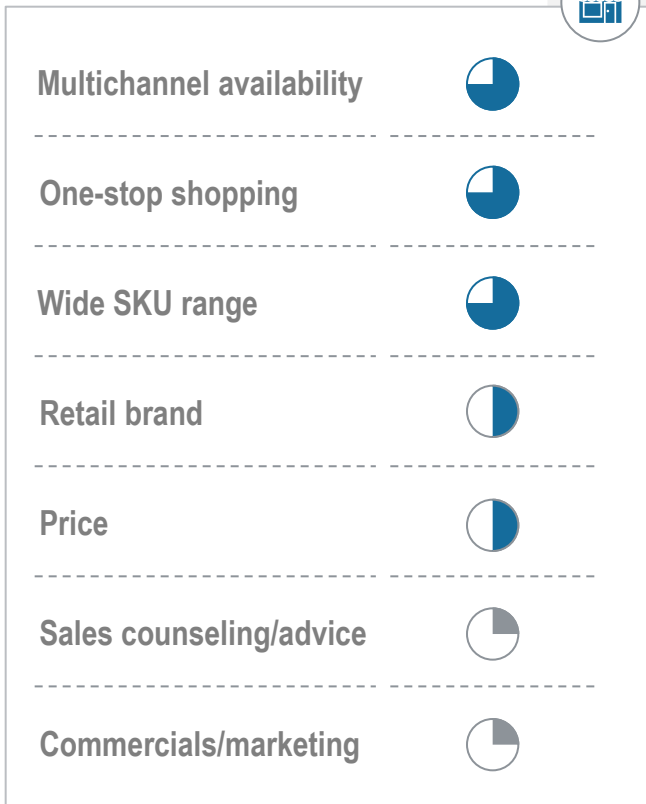 Multichannel availability
One-stop shopping
Wide SKU range
Retail brand
Price
Sales counseling/advice
Commercials/marketing